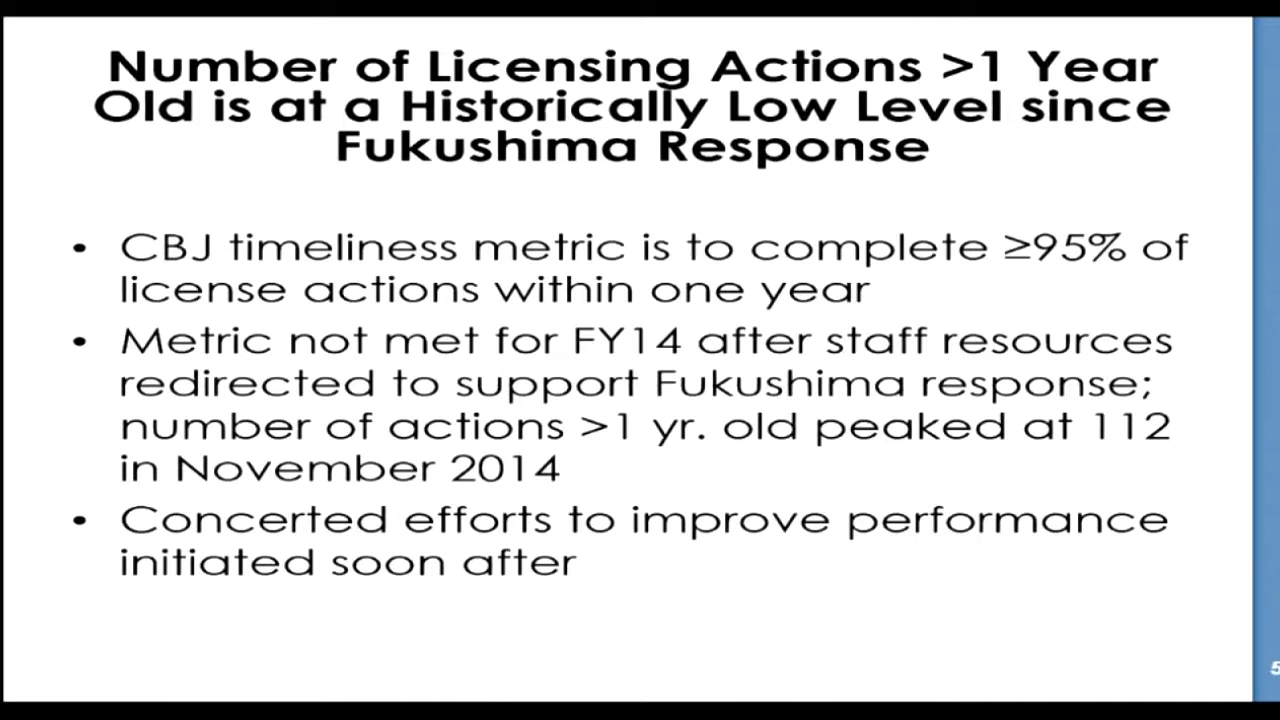 Number of Licensing Actions >1 Year
Old is at a Historically Low Level since
Fukushima Response
• CBJ timeliness metric is to complete ≥95% of
license actions within one year
• Metric not met for FY14 after staff resources
redirected to support Fukushima response;
number of actions >1 yr. old peaked at 112
in November 2014
• Concerted efforts to improve performance
initiated soon after
5